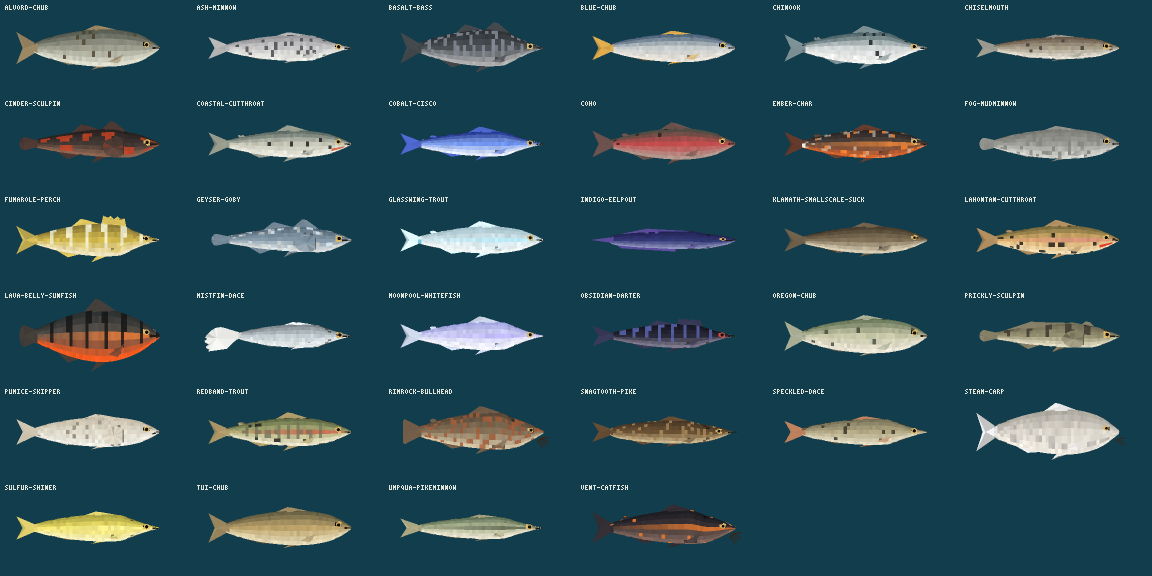 ALVORD-CHUB
ASH-MINNOW
BASALT-BASS
BLUE-CHUB
CHINOOK
CHISELMOUTH
CINDER-SCULPIN
COASTAL-CUTTHROAT
COBALT-CISCO
COHO
EMBER-CHAR
FOG-MUDMINNOW
FUMAROLE-PERCH
GEYSER-GOBY
GLASSWING-TROUT
INDIGO-EELPOUT
KLAMATH-SMALLSCALE-SUCK
LAHONTAN-CUTTHROAT
LAVA-BELLY-SUNFISH
MISTFIN-DACE
MOONPOOL-WHITEFISH
OBSIDIAN-DARTER
OREGON-CHUB
PRICKLY-SCULPIN
PUMICE-SKIPPER
REDBAND-TROUT
RIMROCK-BULLHEAD
SNAGTOOTH-PIKE
SPECKLED-DACE
STEAM-CARP
SULFUR-SHINER
TUI-CHUB
UMPQUA-PIKEMINNOW
VENT-CATFISH